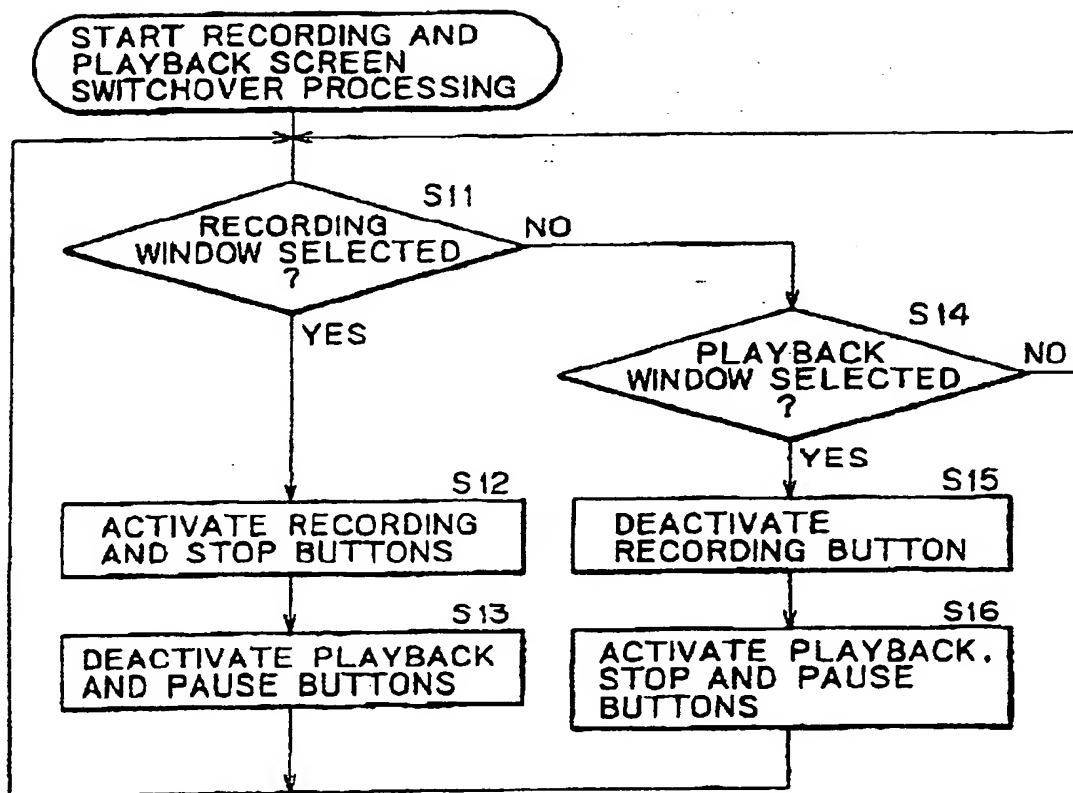 START RECORDING AND
PLAYBACK SCREEN
SWITCHOVER PROCESSING
S11
RECORDING
WINDOW SELECTED
?
NO
YES
S14
PLAYBACK
WINDOW SELECTED
?
NO
YES
S12
ACTIVATE RECORDING
AND STOP BUTTONS
S15
DEACTIVATE
RECORDING BUTTON
S13
DEACTIVATE PLAYBACK
AND PAUSE BUTTONS
S16
ACTIVATE PLAYBACK.
STOP AND PAUSE
BUTTONS